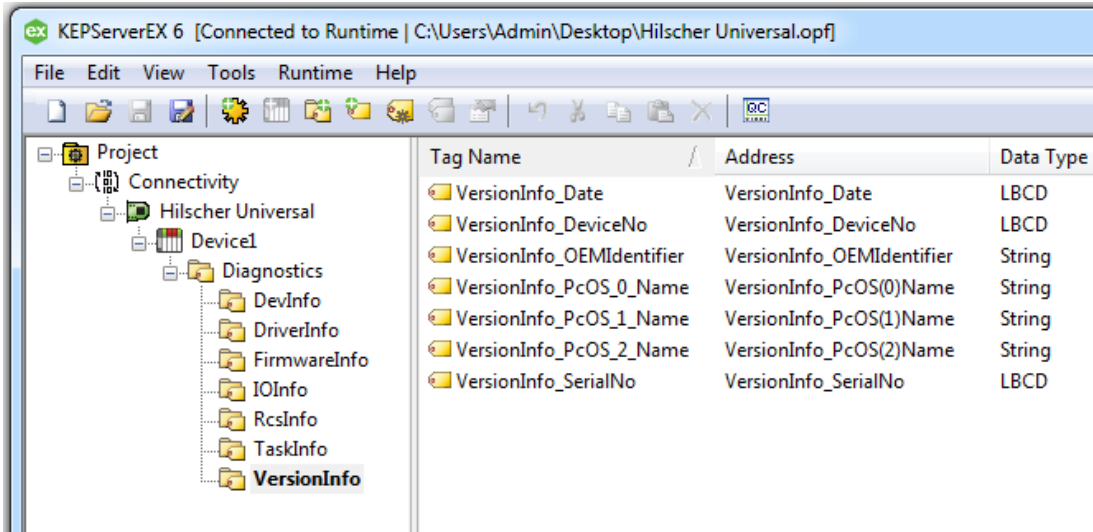 ex KEPServerEX 6 [Connected to Runtime | C:\Users\Admin\Desktop\Hilscher Universal.opf]
File Edit View Tools Runtime Help
QC
Project
Connectivity
Hilscher Universal
Device1
Diagnostics
DevInfo
DriverInfo
FirmwareInfo
IOInfo
RcsInfo
TaskInfo
VersionInfo
Tag Name Address Data Type
VersionInfo_Date VersionInfo_Date LBCD
VersionInfo_DeviceNo VersionInfo_DeviceNo LBCD
VersionInfo_OEMIdentifier VersionInfo_OEMIdentifier String
VersionInfo_PcOS_0_Name VersionInfo_PcOS(0)Name String
VersionInfo_PcOS_1_Name VersionInfo_PcOS(1)Name String
VersionInfo_PcOS_2_Name VersionInfo_PcOS(2)Name String
VersionInfo_SerialNo VersionInfo_SerialNo LBCD